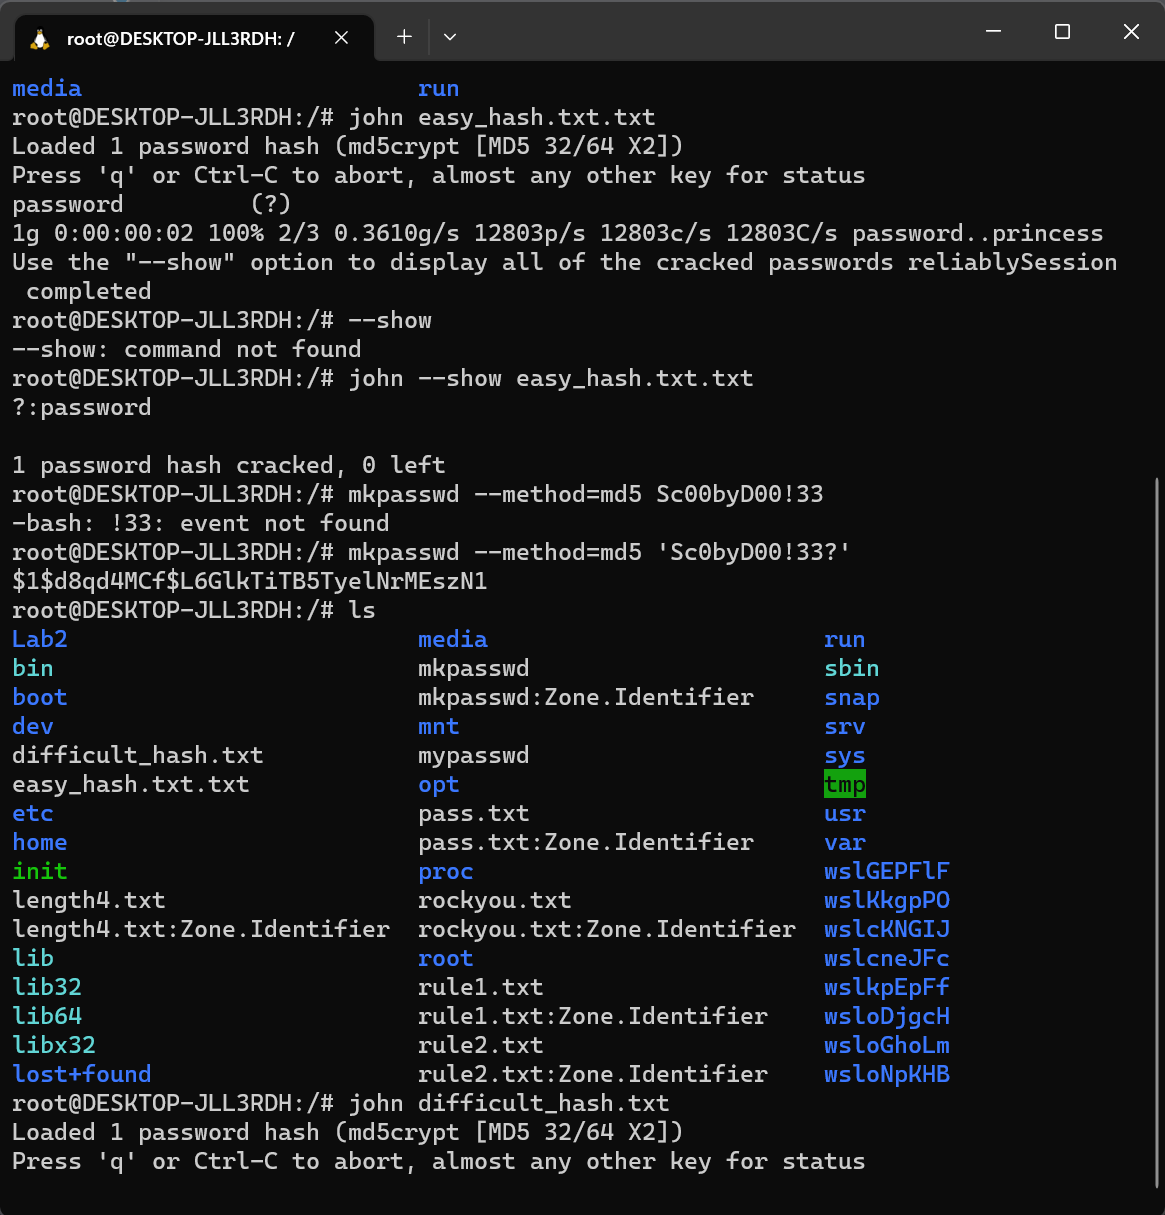 root@DESKTOP-JLL3RDH: /
media                        run
root@DESKTOP-JLL3RDH:/# john easy_hash.txt.txt
Loaded 1 password hash (md5crypt [MD5 32/64 X2])
Press 'q' or Ctrl-C to abort, almost any other key for status
password         (?)
1g 0:00:00:02 100% 2/3 0.3610g/s 12803p/s 12803c/s 12803C/s password..princess
Use the "--show" option to display all of the cracked passwords reliablySession
 completed
root@DESKTOP-JLL3RDH:/# --show
--show: command not found
root@DESKTOP-JLL3RDH:/# john --show easy_hash.txt.txt
?:password

1 password hash cracked, 0 left
root@DESKTOP-JLL3RDH:/# mkpasswd --method=md5 Sc00byD00!33
-bash: !33: event not found
root@DESKTOP-JLL3RDH:/# mkpasswd --method=md5 'Sc0byD00!33?'
$1$d8qd4MCf$L6GlkTiTB5TyelNrMEszN1
root@DESKTOP-JLL3RDH:/# ls
Lab2                         media                        run
bin                          mkpasswd                     sbin
boot                         mkpasswd:Zone.Identifier     snap
dev                          mnt                          srv
difficult_hash.txt           mypasswd                     sys
easy_hash.txt.txt            opt                          tmp
etc                          pass.txt                     usr
home                         pass.txt:Zone.Identifier     var
init                         proc                         wslGEPFlF
length4.txt                  rockyou.txt                  wslKkgpPO
length4.txt:Zone.Identifier  rockyou.txt:Zone.Identifier  wslcKNGIJ
lib                          root                         wslcneJFc
lib32                        rule1.txt                    wslkpEpFf
lib64                        rule1.txt:Zone.Identifier    wsloDjgcH
libx32                       rule2.txt                    wsloGhoLm
lost+found                   rule2.txt:Zone.Identifier    wsloNpKHB
root@DESKTOP-JLL3RDH:/# john difficult_hash.txt
Loaded 1 password hash (md5crypt [MD5 32/64 X2])
Press 'q' or Ctrl-C to abort, almost any other key for status